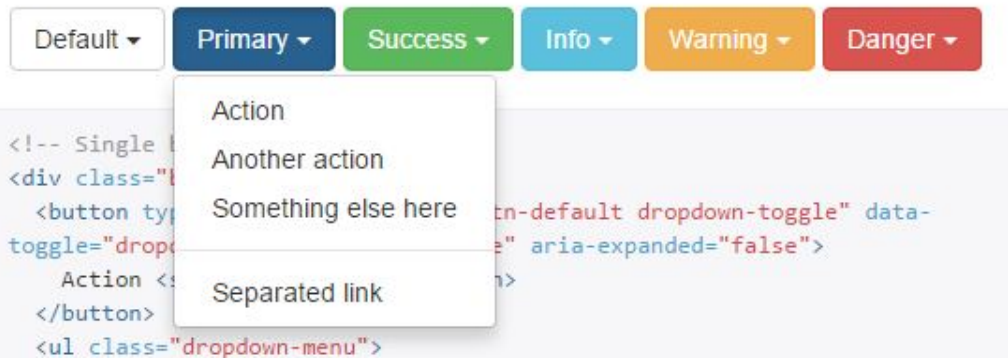 Default Primary Success Info Warning Danger
Action
Another action
Something else here
Separated link
<!-- Single
<div class="
<button typ tn-default dropdown-toggle" data-
toggle="drop e" aria-expanded="false">
Action < >
</button>
<ul class="dropdown-menu">